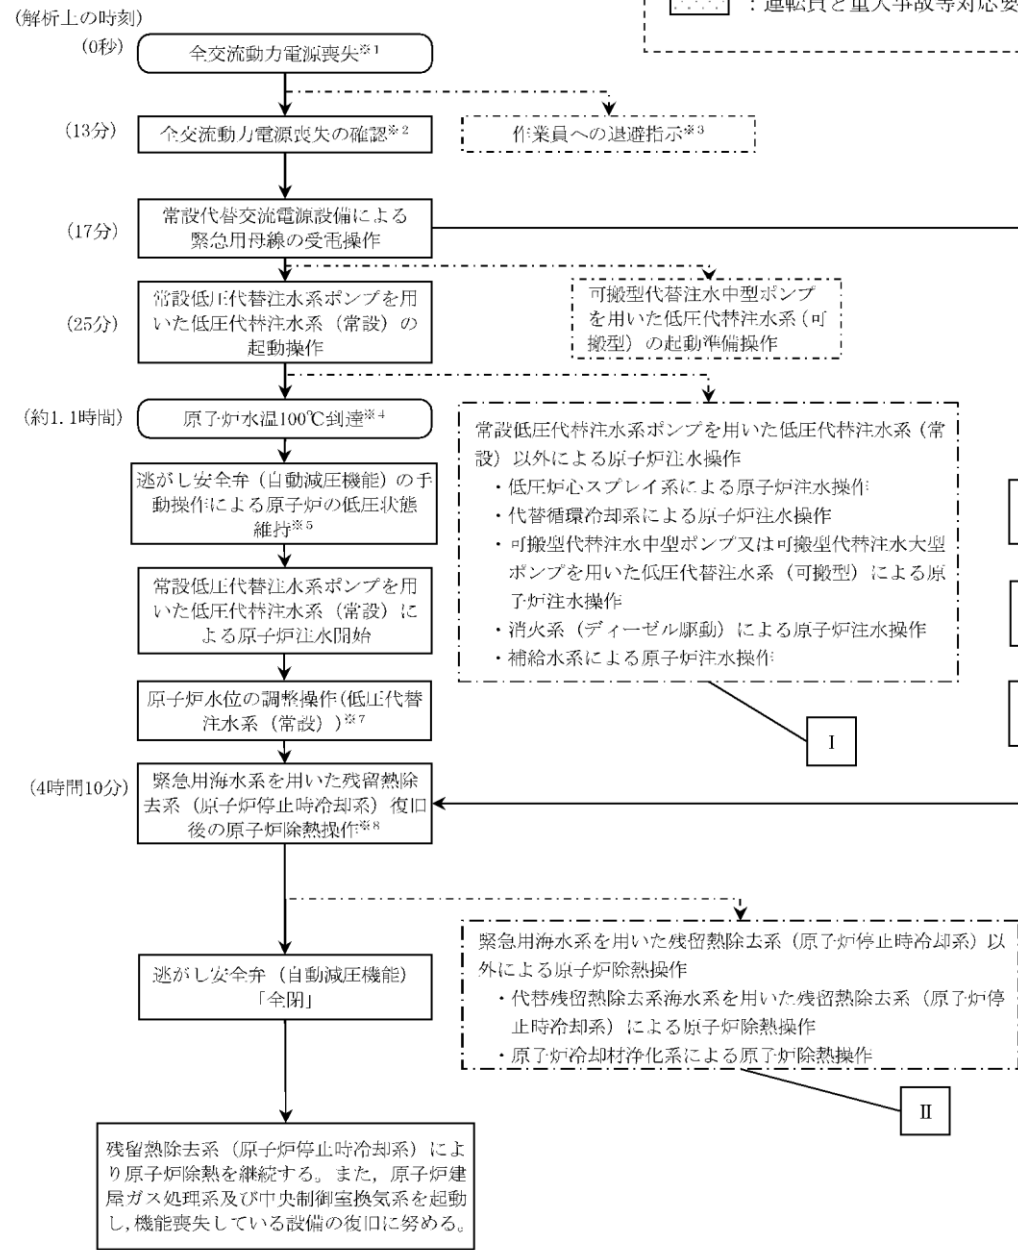 (解析上の時刻)
：運転員と重大事故等対応要
(0秒)
全交流動力電源喪失※1
(13分)
全交流動力電源喪失の確認※2
作業員への退避指示※3
(17分)
常設代替交流電源設備による
緊急用母線の受電操作
(25分)
常設低圧代替注水系ポンプを用
いた低圧代替注水系（常設）の
起動操作
可搬型代替注水中型ポンプ
を用いた低圧代替注水系(可
搬型）の起動準備操作
(約1.1時間)
原子炉水温100℃到達※4
逃がし安全弁（自動減圧機能）の手
動操作による原子炉の低圧状態
維持※5
常設低圧代替注水系ポンプを用
いた低圧代替注水系（常設）に
よる原子炉注水開始
原子炉水位の調整操作(低圧代替
注水系（常設））※7
常設低圧代替注水系ポンプを用いた低圧代替注水系（常
設）以外による原子炉注水操作
・低圧炉心スプレイ系による原子炉注水操作
・代替循環冷却系による原子炉注水操作
・可搬型代替注水中型ポンプ又は可搬型代替注水大型
ポンプを用いた低圧代替注水系（可搬型）による原
子炉注水操作
・消火系（ディーゼル駆動）による原子炉注水操作
・補給水系による原子炉注水操作
Ⅰ
(4時間10分)
緊急用海水系を用いた残留熱除
去系（原子炉停止時冷却系）復旧
後の原子炉除熱操作※8
逃がし安全弁（自動減圧機能）
「全閉」
緊急用海水系を用いた残留熱除去系（原子炉停止時冷却系）以
外による原子炉除熱操作
・代替残留熱除去系海水系を用いた残留熱除去系（原子炉停
止時冷却系）による原子炉除熱操作
・原子炉冷却材浄化系による原子炉除熱操作
Ⅱ
残留熱除去系（原子炉停止時冷却系）によ
り原子炉除熱を継続する。また，原子炉建
屋ガス処理系及び中央制御室換気系を起動
し，機能喪失している設備の復旧に努める。